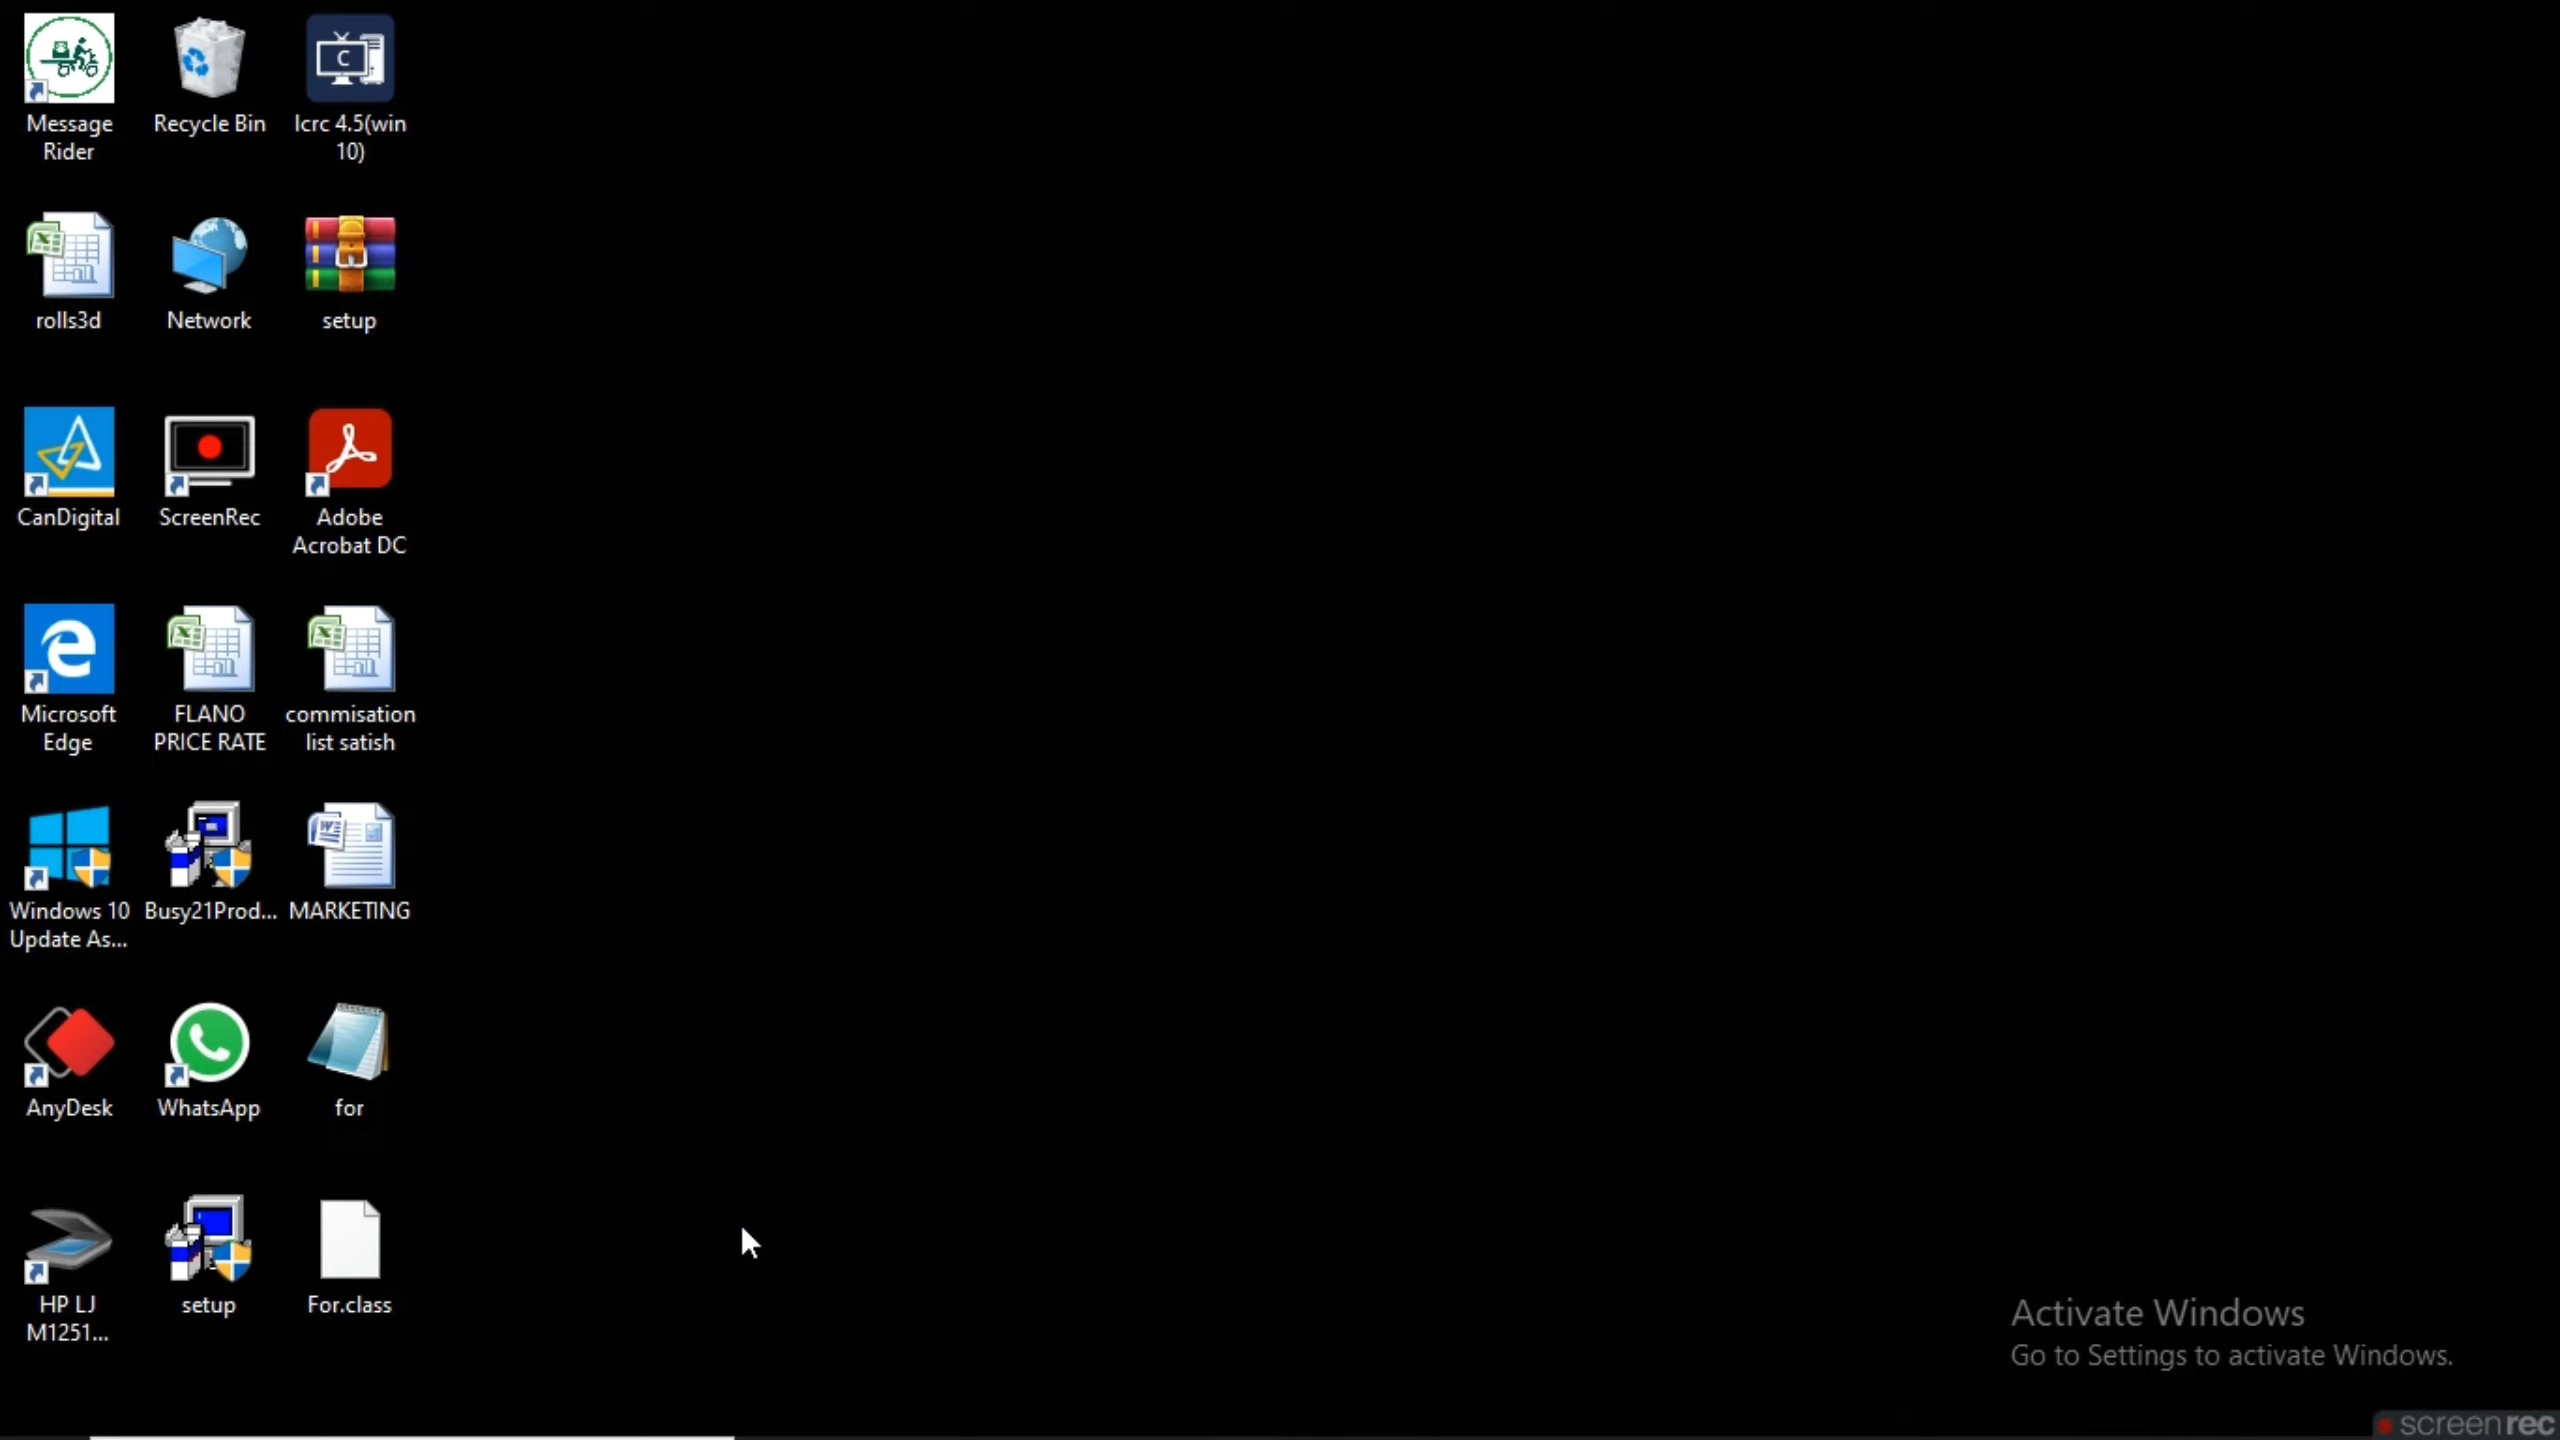 Message
Rider
Recycle Bin
lcrc 4.5(win
10)
C
rolls3d
Network
setup
CanDigital
ScreenRec
Adobe
Acrobat DC
Microsoft
Edge
FLANO
PRICE RATE
commisation
list satish
Windows 10
Update As...
Busy21Prod...
MARKETING
AnyDesk
WhatsApp
for
HP LJ
M1251...
setup
For.class
Activate Windows
Go to Settings to activate Windows.
screenrec